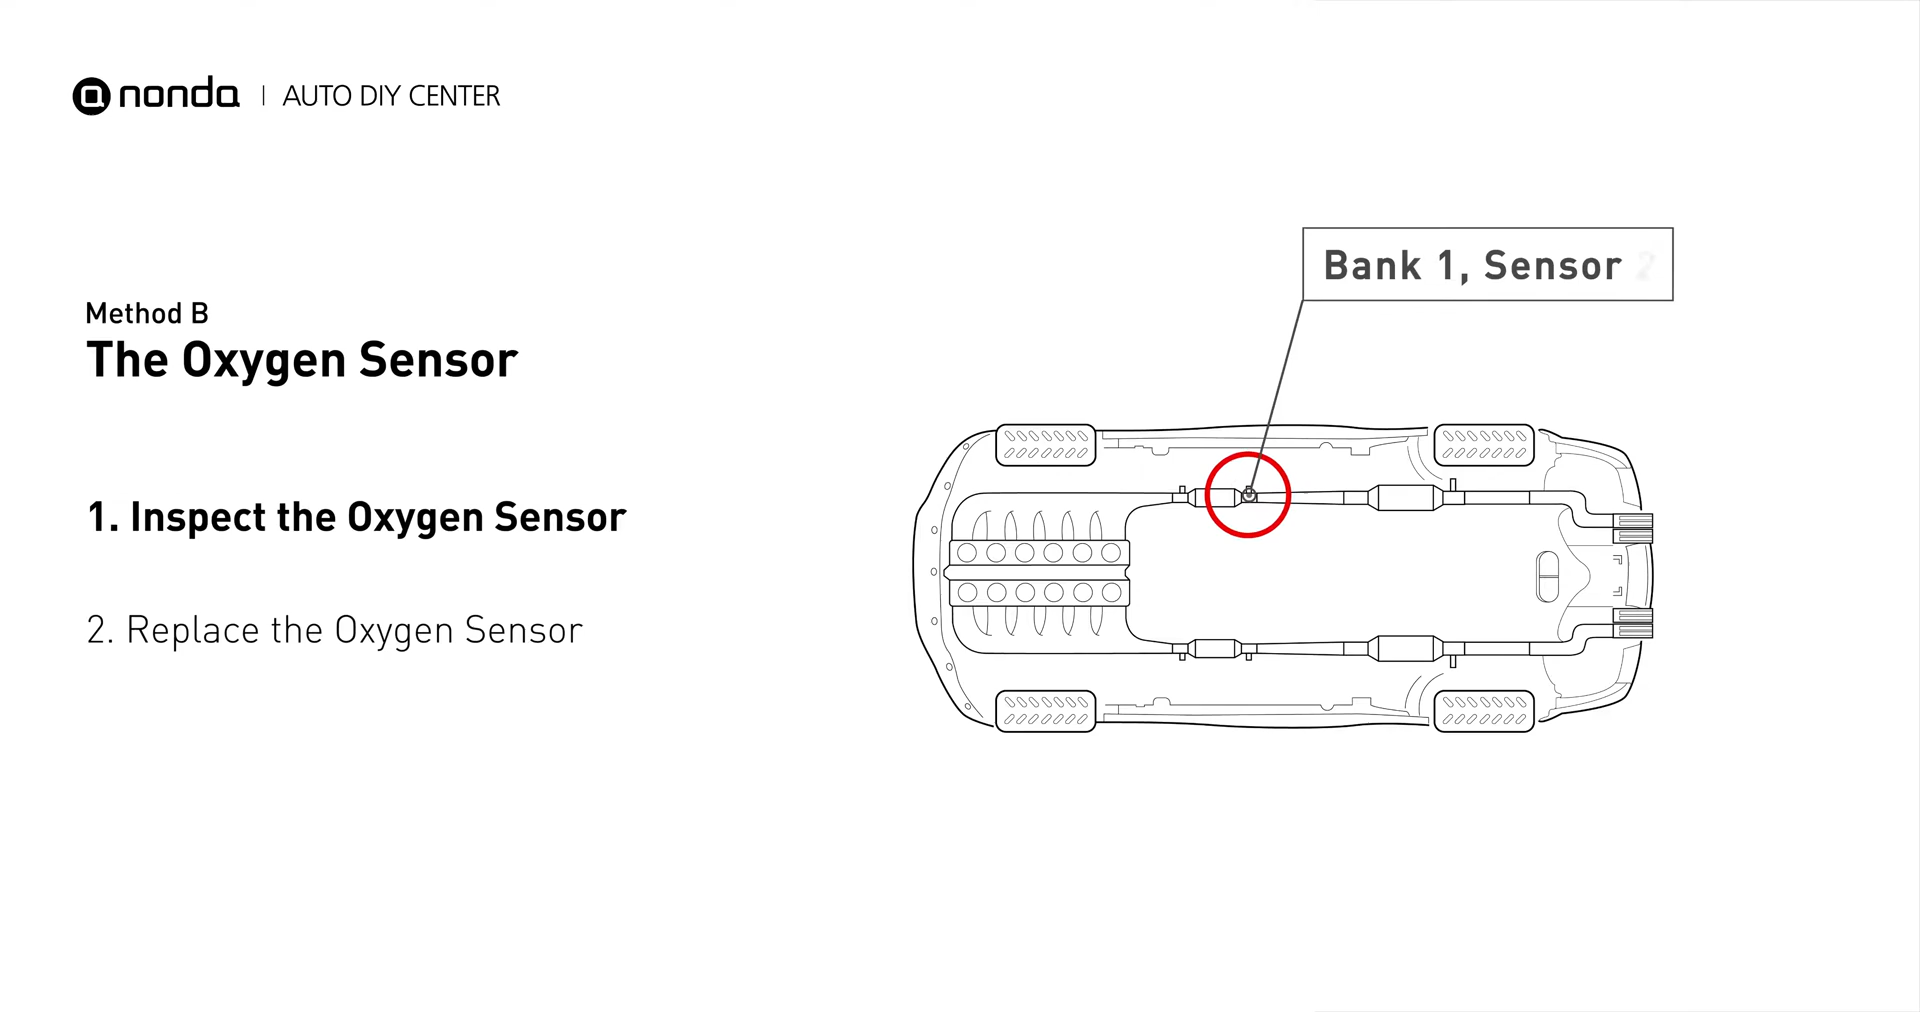 nonda | AUTO DIY CENTER
Method B
The Oxygen Sensor
1. Inspect the Oxygen Sensor
2. Replace the Oxygen Sensor
Bank 1, Sensor 2